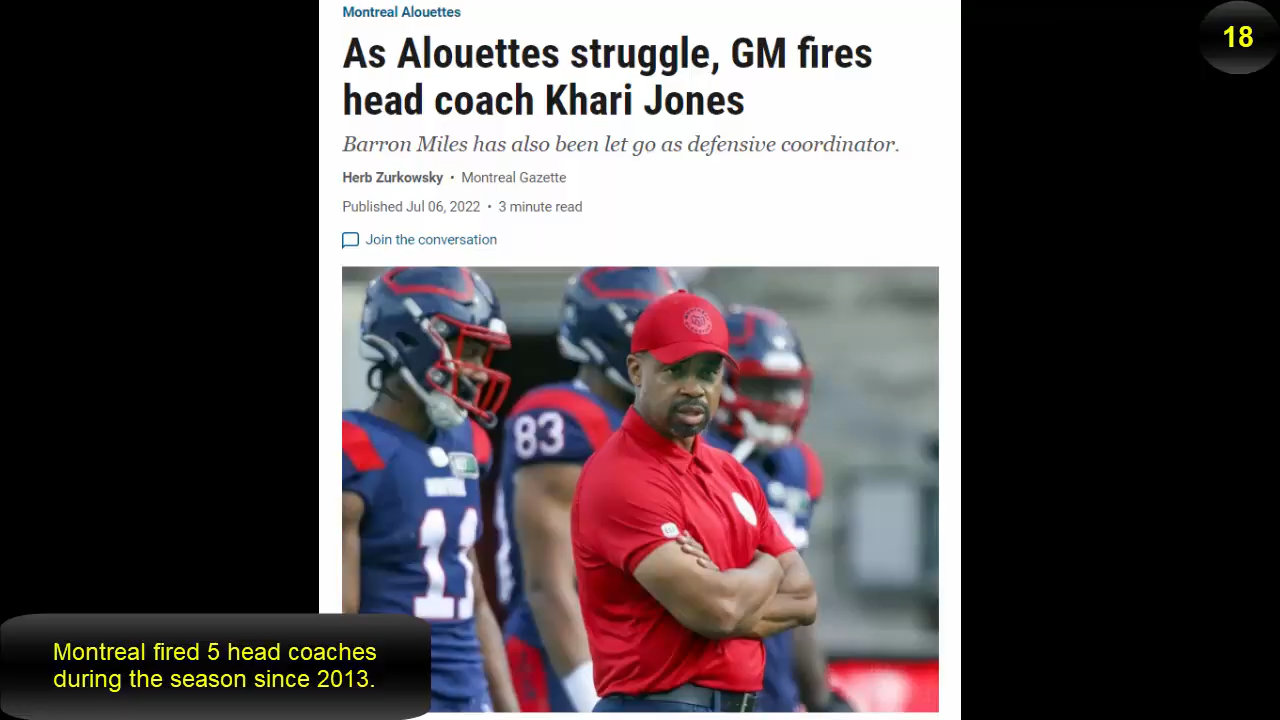 Montreal Alouettes
18
As Alouettes struggle, GM fires
head coach Khari Jones
Barron Miles has also been let go as defensive coordinator.
Herb Zurkowsky • Montreal Gazette
Published Jul 06, 2022 • 3 minute read
Join the conversation
83
11
Montreal fired 5 head coaches
during the season since 2013.